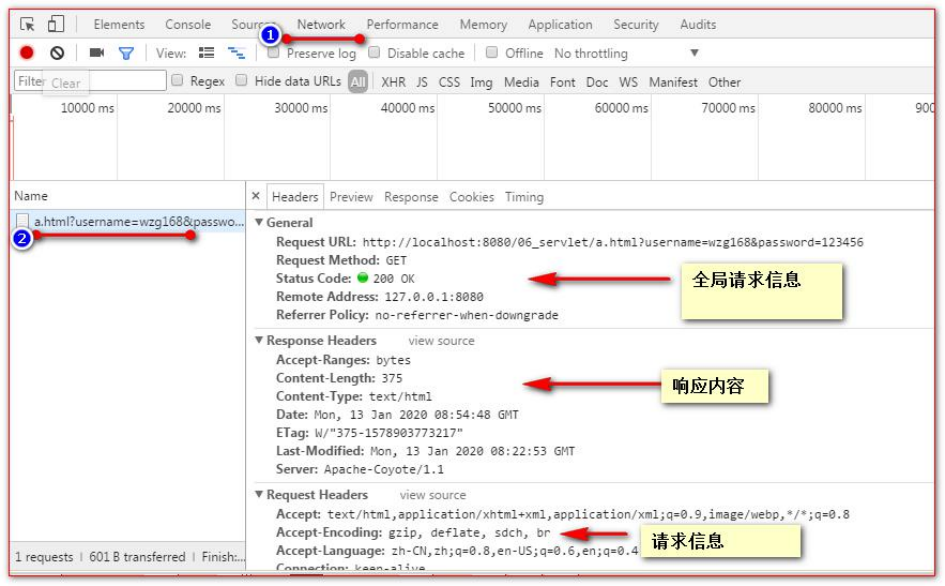 Elements Console Sources Network Performance Memory Application Security Audits
1
View: Preserve log Disable cache Offline No throttling
Filter Clear Regex Hide data URLs All XHR JS CSS Img Media Font Doc WS Manifest Other
10000 ms 20000 ms 30000 ms 40000 ms 50000 ms 60000 ms 70000 ms 80000 ms 900
Name
× Headers Preview Response Cookies Timing
a.html?username=wzg168&passwo...
2
General
Request URL: http://localhost:8080/06_servlet/a.html?username=wzg168&password=123456
Request Method: GET
Status Code: 200 OK
全局请求信息
Remote Address: 127.0.0.1:8080
Referrer Policy: no-referrer-when-downgrade
Response Headers view source
Accept-Ranges: bytes
Content-Length: 375
响应内容
Content-Type: text/html
Date: Mon, 13 Jan 2020 08:54:48 GMT
ETag: W/"375-1578903773217"
Last-Modified: Mon, 13 Jan 2020 08:22:53 GMT
Server: Apache-Coyote/1.1
Request Headers view source
Accept: text/html,application/xhtml+xml,application/xml;q=0.9,image/webp,*/*;q=0.8
Accept-Encoding: gzip, deflate, sdch, br
请求信息
Accept-Language: zh-CN,zh;q=0.8,en-US;q=0.6,en;q=0.4
Connection: keep-alive
1 requests | 601 B transferred | Finish:...